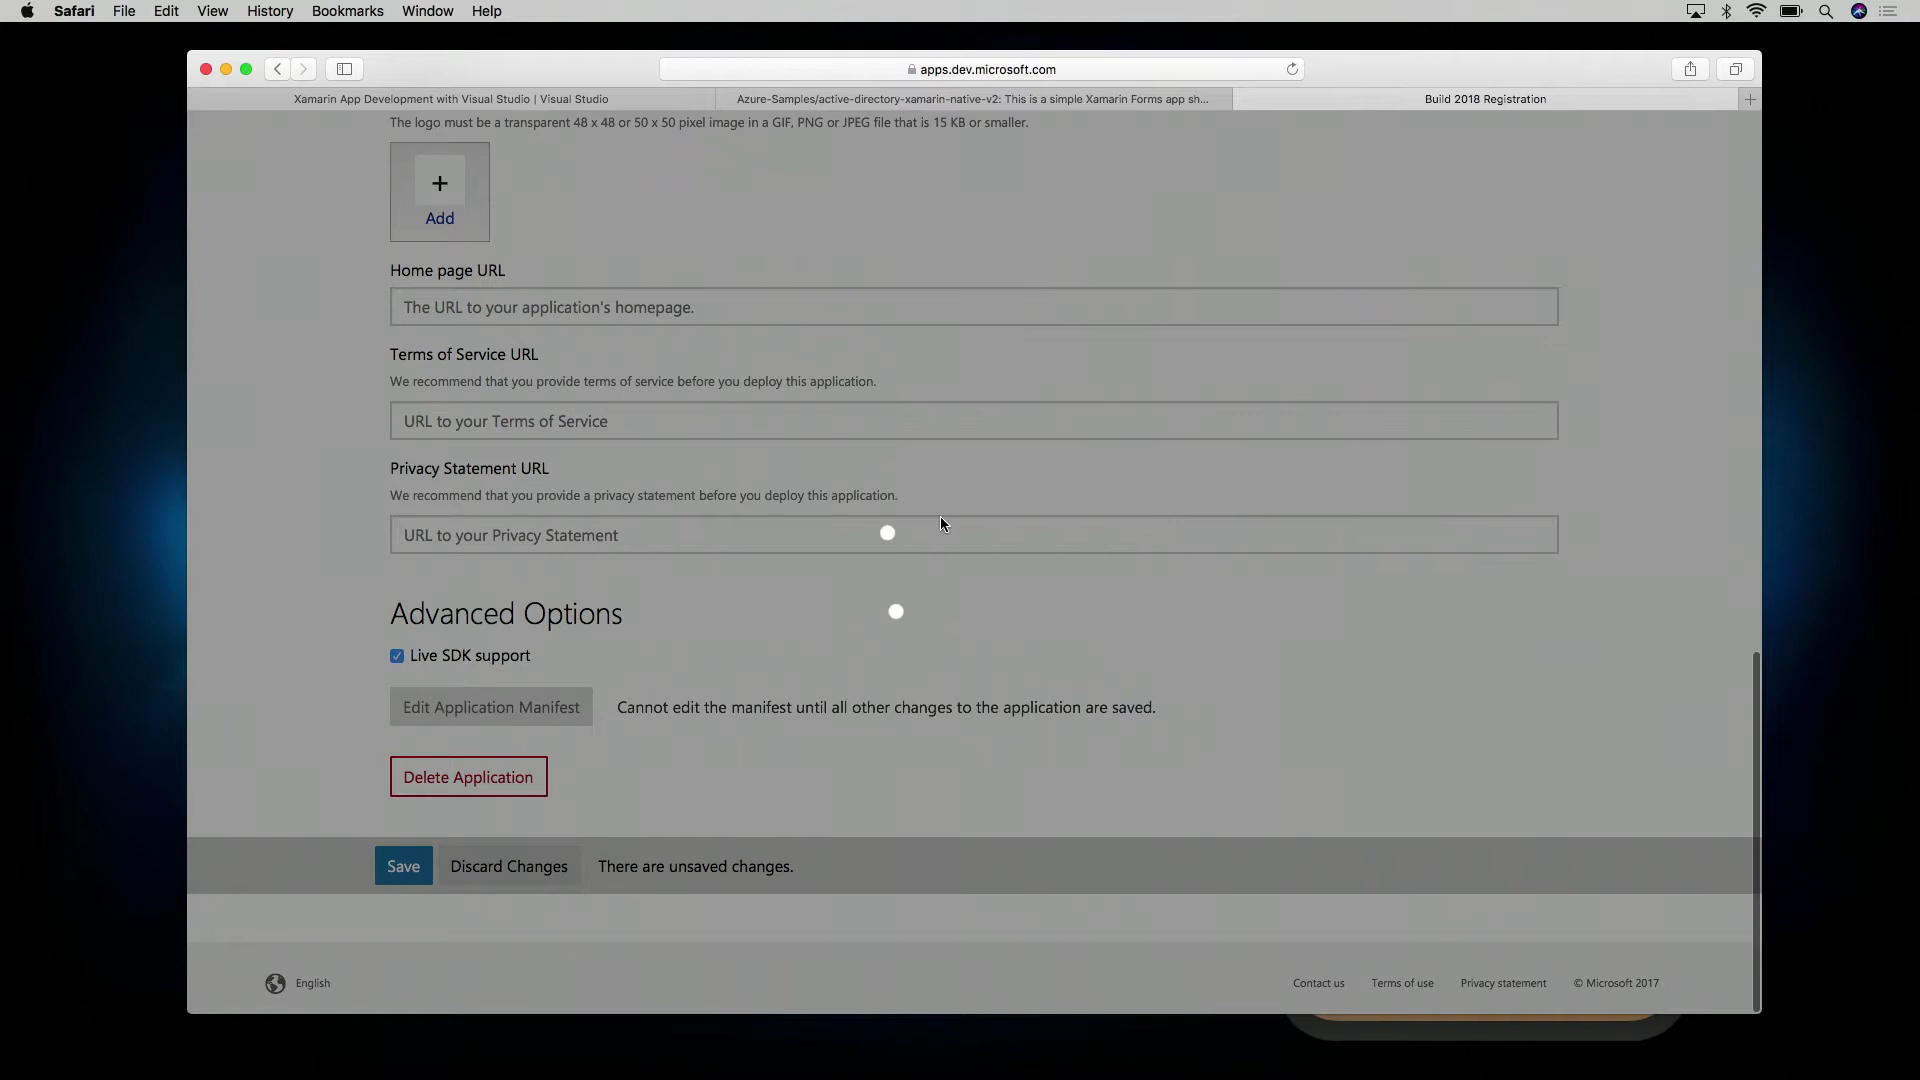 Safari File Edit View History Bookmarks Window Help
apps.dev.microsoft.com
Xamarin App Development with Visual Studio | Visual Studio
Azure-Samples/active-directory-xamarin-native-v2: This is a simple Xamarin Forms app sh...
Build 2018 Registration
The logo must be a transparent 48 x 48 or 50 x 50 pixel image in a GIF, PNG or JPEG file that is 15 KB or smaller.
+
Add
Home page URL
The URL to your application's homepage.
Terms of Service URL
We recommend that you provide terms of service before you deploy this application.
URL to your Terms of Service
Privacy Statement URL
We recommend that you provide a privacy statement before you deploy this application.
URL to your Privacy Statement
Advanced Options
Live SDK support
Edit Application Manifest Cannot edit the manifest until all other changes to the application are saved.
Delete Application
Save Discard Changes There are unsaved changes.
English Contact us Terms of use Privacy statement © Microsoft 2017